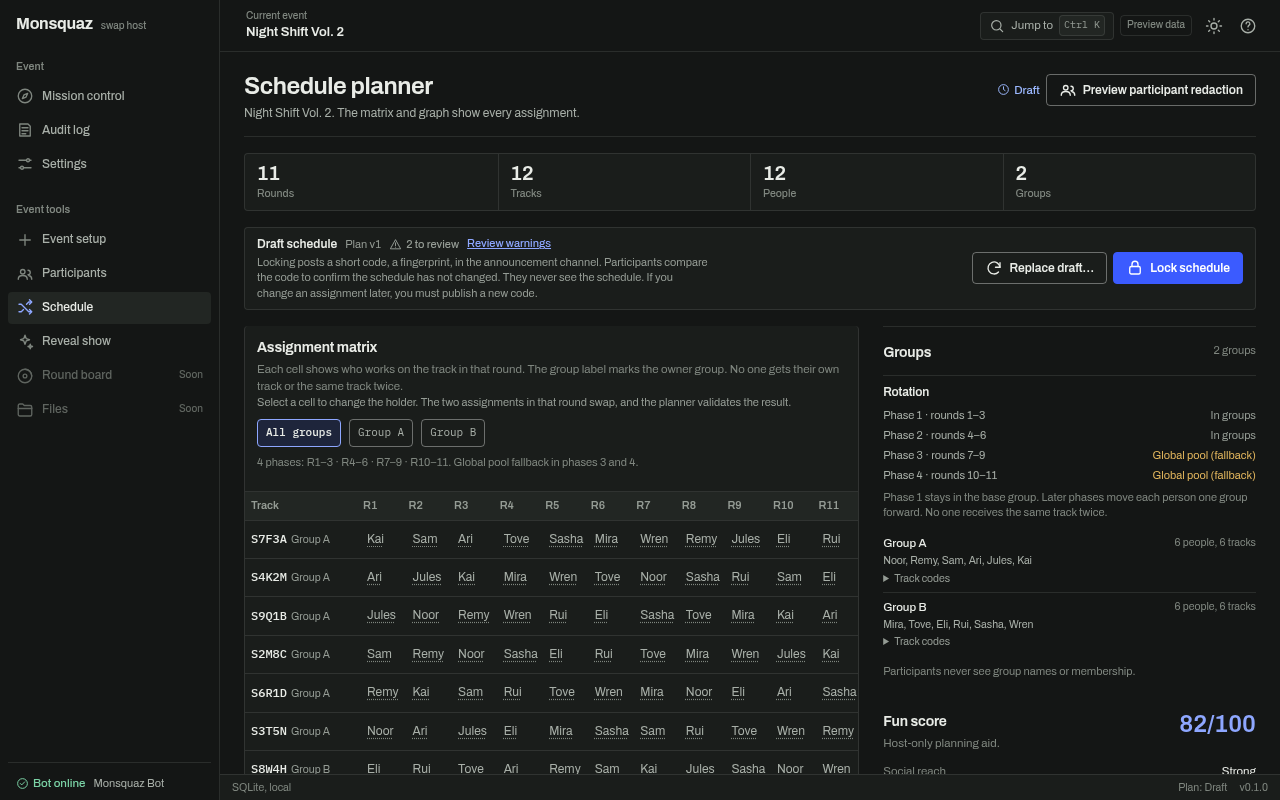 Monsquaz swap host
Event
Mission control
Audit log
Settings
Event tools
Event setup
Participants
Schedule
Reveal show
Round board Soon
Files Soon
Bot online Monsquaz Bot
Current event
Night Shift Vol. 2
Jump to Ctrl K
Preview data
Schedule planner
Night Shift Vol. 2. The matrix and graph show every assignment.
Draft
Preview participant redaction
11
Rounds
12
Tracks
12
People
2
Groups
Draft schedule Plan v1 2 to review Review warnings
Locking posts a short code, a fingerprint, in the announcement channel. Participants compare
the code to confirm the schedule has not changed. They never see the schedule. If you
change an assignment later, you must publish a new code.
Replace draft...
Lock schedule
Assignment matrix
Each cell shows who works on the track in that round. The group label marks the owner group. No one gets their own
track or the same track twice.
Select a cell to change the holder. The two assignments in that round swap, and the planner validates the result.
All groups Group A Group B
4 phases: R1–3 · R4–6 · R7–9 · R10–11. Global pool fallback in phases 3 and 4.
Track R1 R2 R3 R4 R5 R6 R7 R8 R9 R10 R11
S7F3A Group A Kai Sam Ari Tove Sasha Mira Wren Remy Jules Eli Rui
S4K2M Group A Ari Jules Kai Mira Wren Tove Noor Sasha Rui Sam Eli
S9Q1B Group A Jules Noor Remy Wren Rui Eli Sasha Tove Mira Kai Ari
S2M8C Group A Sam Remy Noor Sasha Eli Rui Tove Mira Wren Jules Kai
S6R1D Group A Remy Kai Sam Rui Tove Wren Mira Noor Eli Ari Sasha
S3T5N Group A Noor Ari Jules Eli Mira Sasha Sam Rui Tove Wren Remy
S8W4H Group B Eli Rui Tove Ari Remy Sam Kai Jules Sasha Noor Wren
Groups 2 groups
Rotation
Phase 1 · rounds 1–3 In groups
Phase 2 · rounds 4–6 In groups
Phase 3 · rounds 7–9 Global pool (fallback)
Phase 4 · rounds 10–11 Global pool (fallback)
Phase 1 stays in the base group. Later phases move each person one group
forward. No one receives the same track twice.
Group A 6 people, 6 tracks
Noor, Remy, Sam, Ari, Jules, Kai
Track codes
Group B 6 people, 6 tracks
Mira, Tove, Eli, Rui, Sasha, Wren
Track codes
Participants never see group names or membership.
Fun score 82/100
Host-only planning aid.
Social reach Strong
SQLite, local
Plan: Draft v0.1.0